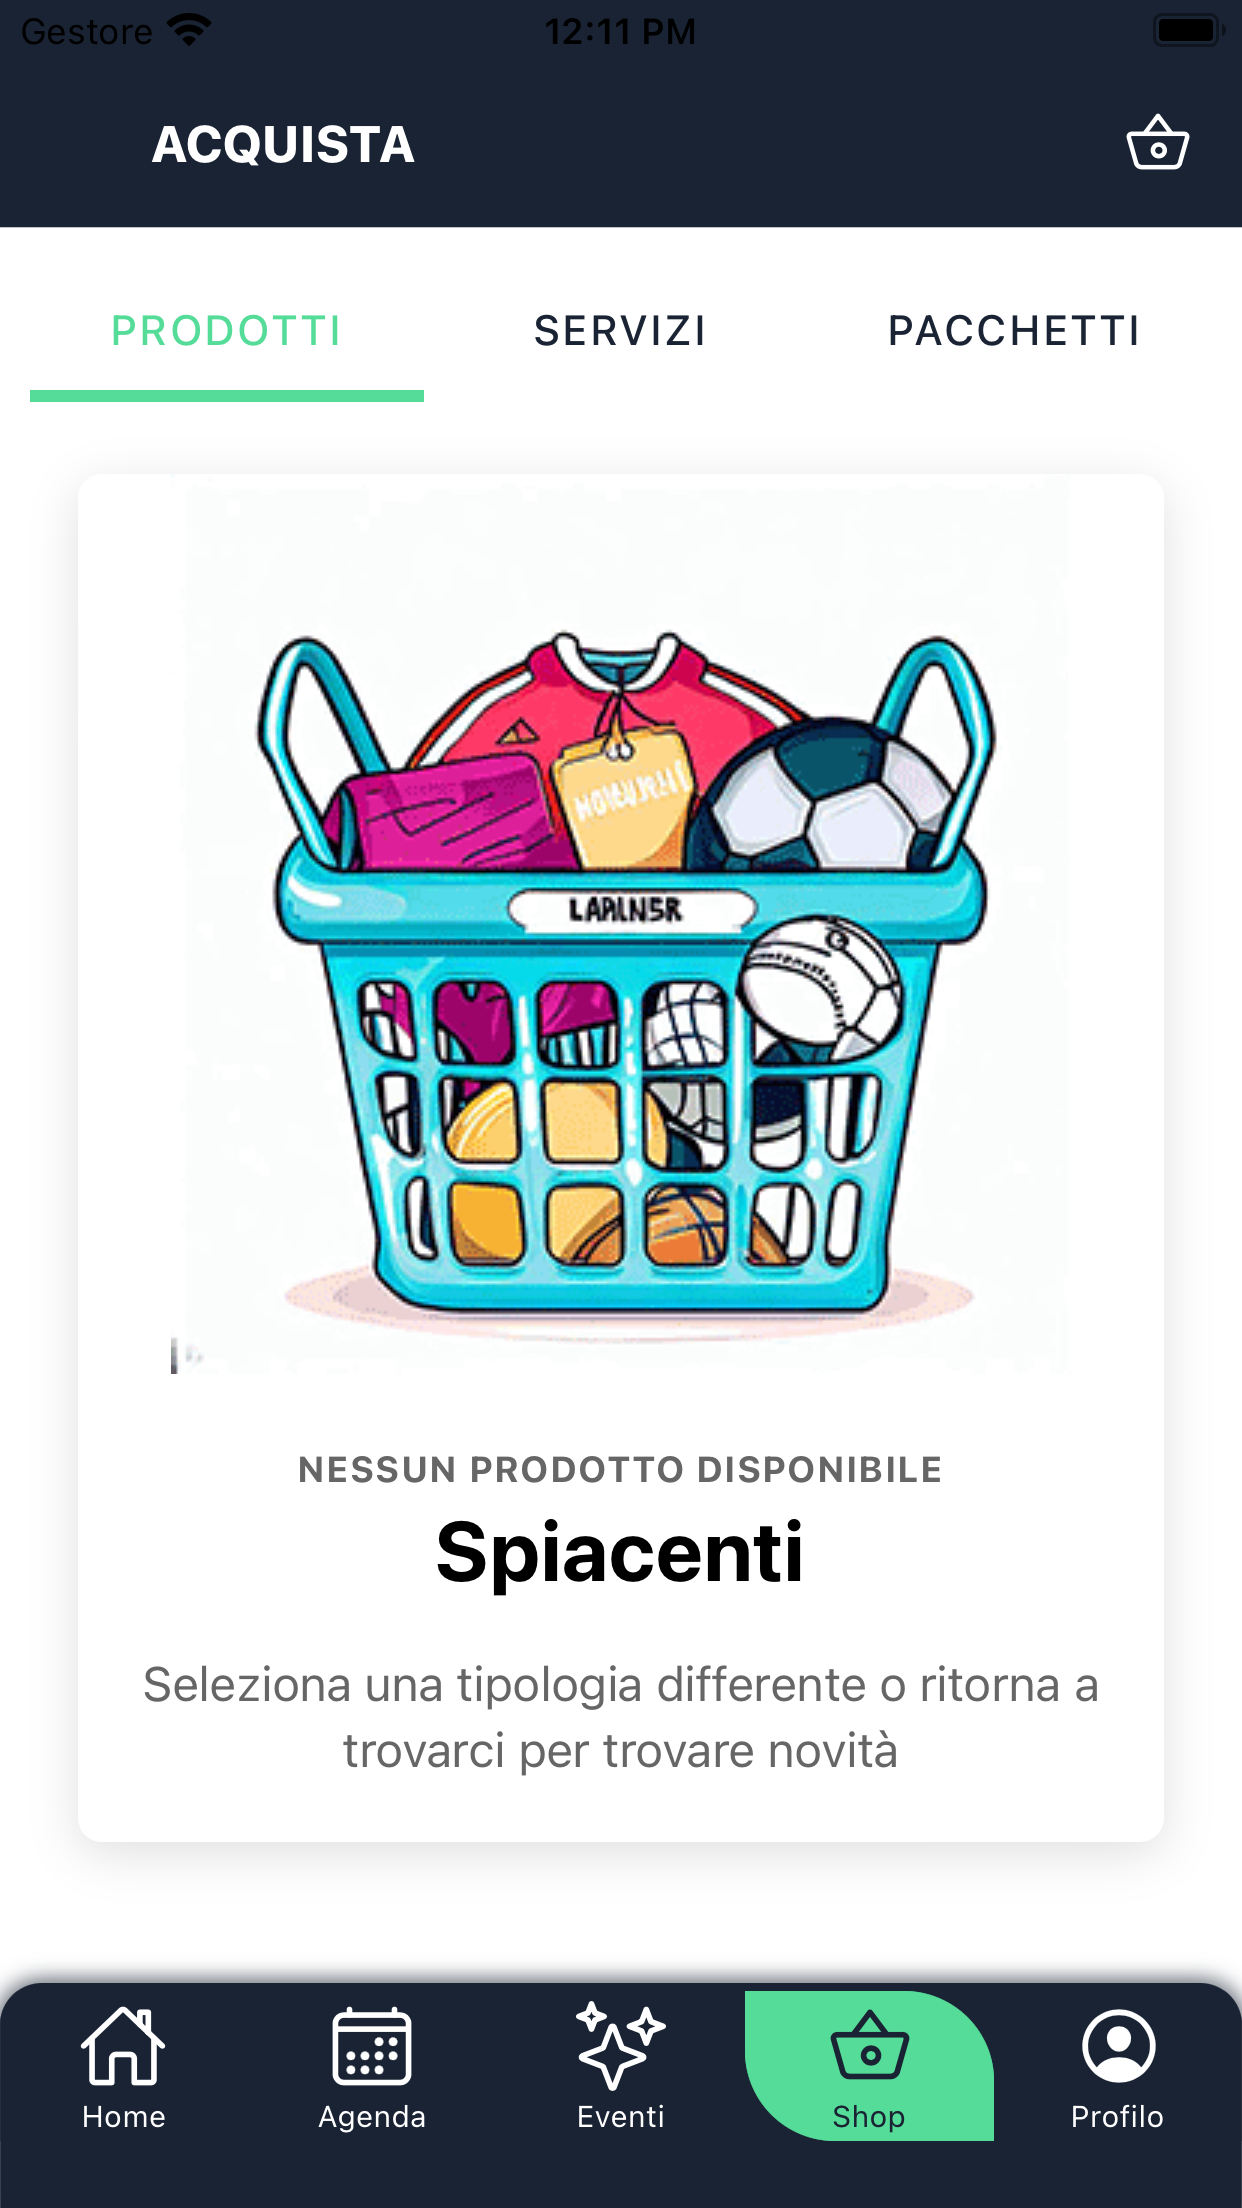 Gestore
12:11 PM
ACQUISTA
PRODOTTI
SERVIZI
PACCHETTI
NESSUN PRODOTTO DISPONIBILE
Spiacenti
Seleziona una tipologia differente o ritorna a
trovarci per trovare novità
Home
Agenda
Eventi
Shop
Profilo